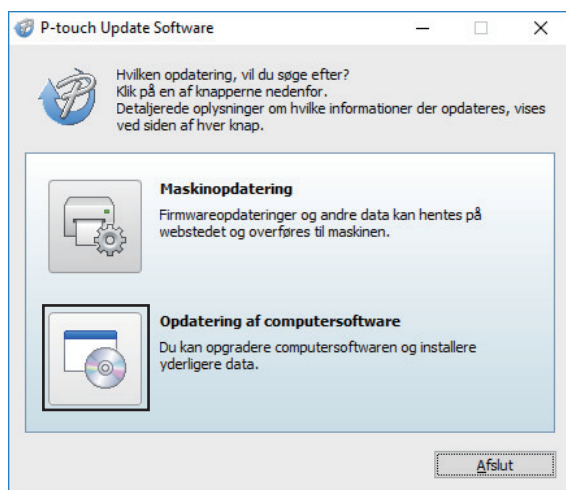 P-touch Update Software
Hvilken opdatering, vil du søge efter?
Klik på en af knapperne nedenfor.
Detaljerede oplysninger om hvilke informationer der opdateres, vises
ved siden af hver knap.
Maskinopdatering
Firmwareopdateringer og andre data kan hentes på
webstedet og overføres til maskinen.
Opdatering af computersoftware
Du kan opgradere computersoftwaren og installere
yderligere data.
Afslut